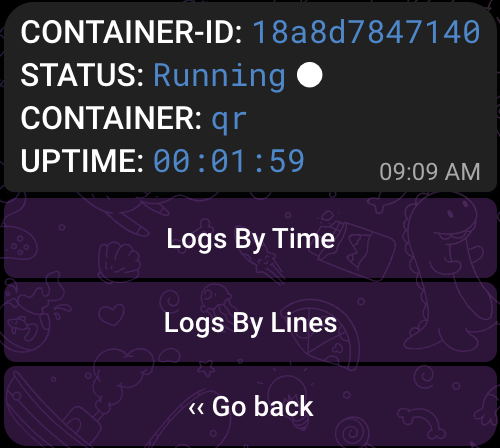 CONTAINER-ID: 18a8d7847140
STATUS: Running
CONTAINER: qr
UPTIME: 00:01:59
09:09 AM
Logs By Time
Logs By Lines
‹‹ Go back